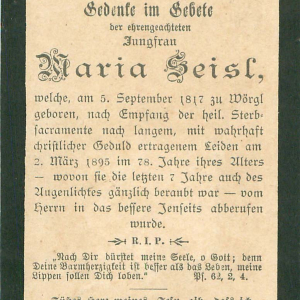 Gedenke im Gebete
der ehrengeachteten
Jungfrau
Maria Seisl,
welche, am 5. September 1817 zu Wörgl
geboren, nach Empfang der heil. Sterb-
sacramente nach langem, mit wahrhaft
christlicher Geduld ertragenem Leiden am
2. März 1895 im 78. Jahre ihres Alters
— wovon sie die letzten 7 Jahre auch des
Augenlichtes gänzlich beraubt war — vom
Herrn in das bessere Jenseits abberufen
wurde.
R. I. P.
„Nach Dir dürstet meine Seele, o Gott; denn
Deine Barmherzigkeit ist besser als das Leben, meine
Lippen sollen Dich loben." Ps. 62, 2, 4.